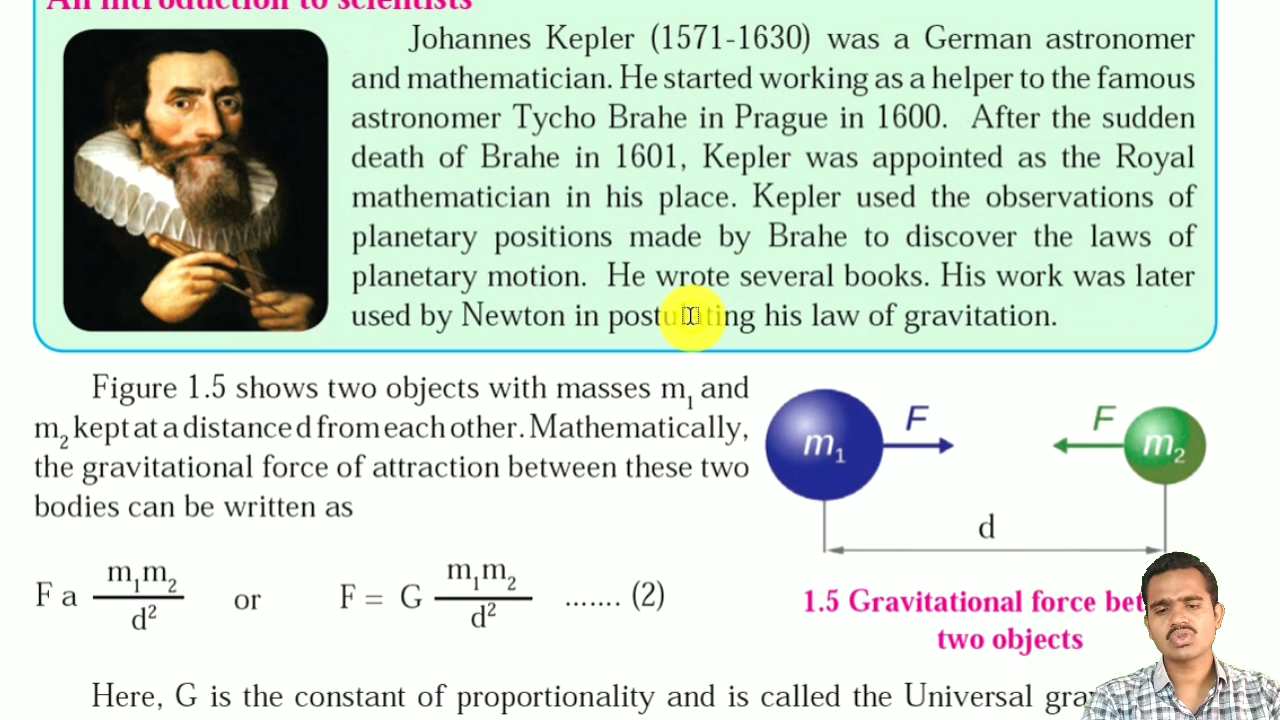 An introduction to scientists
Johannes Kepler (1571-1630) was a German astronomer
and mathematician. He started working as a helper to the famous
astronomer Tycho Brahe in Prague in 1600. After the sudden
death of Brahe in 1601, Kepler was appointed as the Royal
mathematician in his place. Kepler used the observations of
planetary positions made by Brahe to discover the laws of
planetary motion. He wrote several books. His work was later
used by Newton in postulating his law of gravitation.
Figure 1.5 shows two objects with masses m₁ and
m₂ kept at a distance d from each other. Mathematically,
the gravitational force of attraction between these two
bodies can be written as
F a m₁m₂ / d² or F = G m₁m₂ / d² ....... (2)
m₁ F F m₂
d
1.5 Gravitational force
two objects
Here, G is the constant of proportionality and is called the Universal